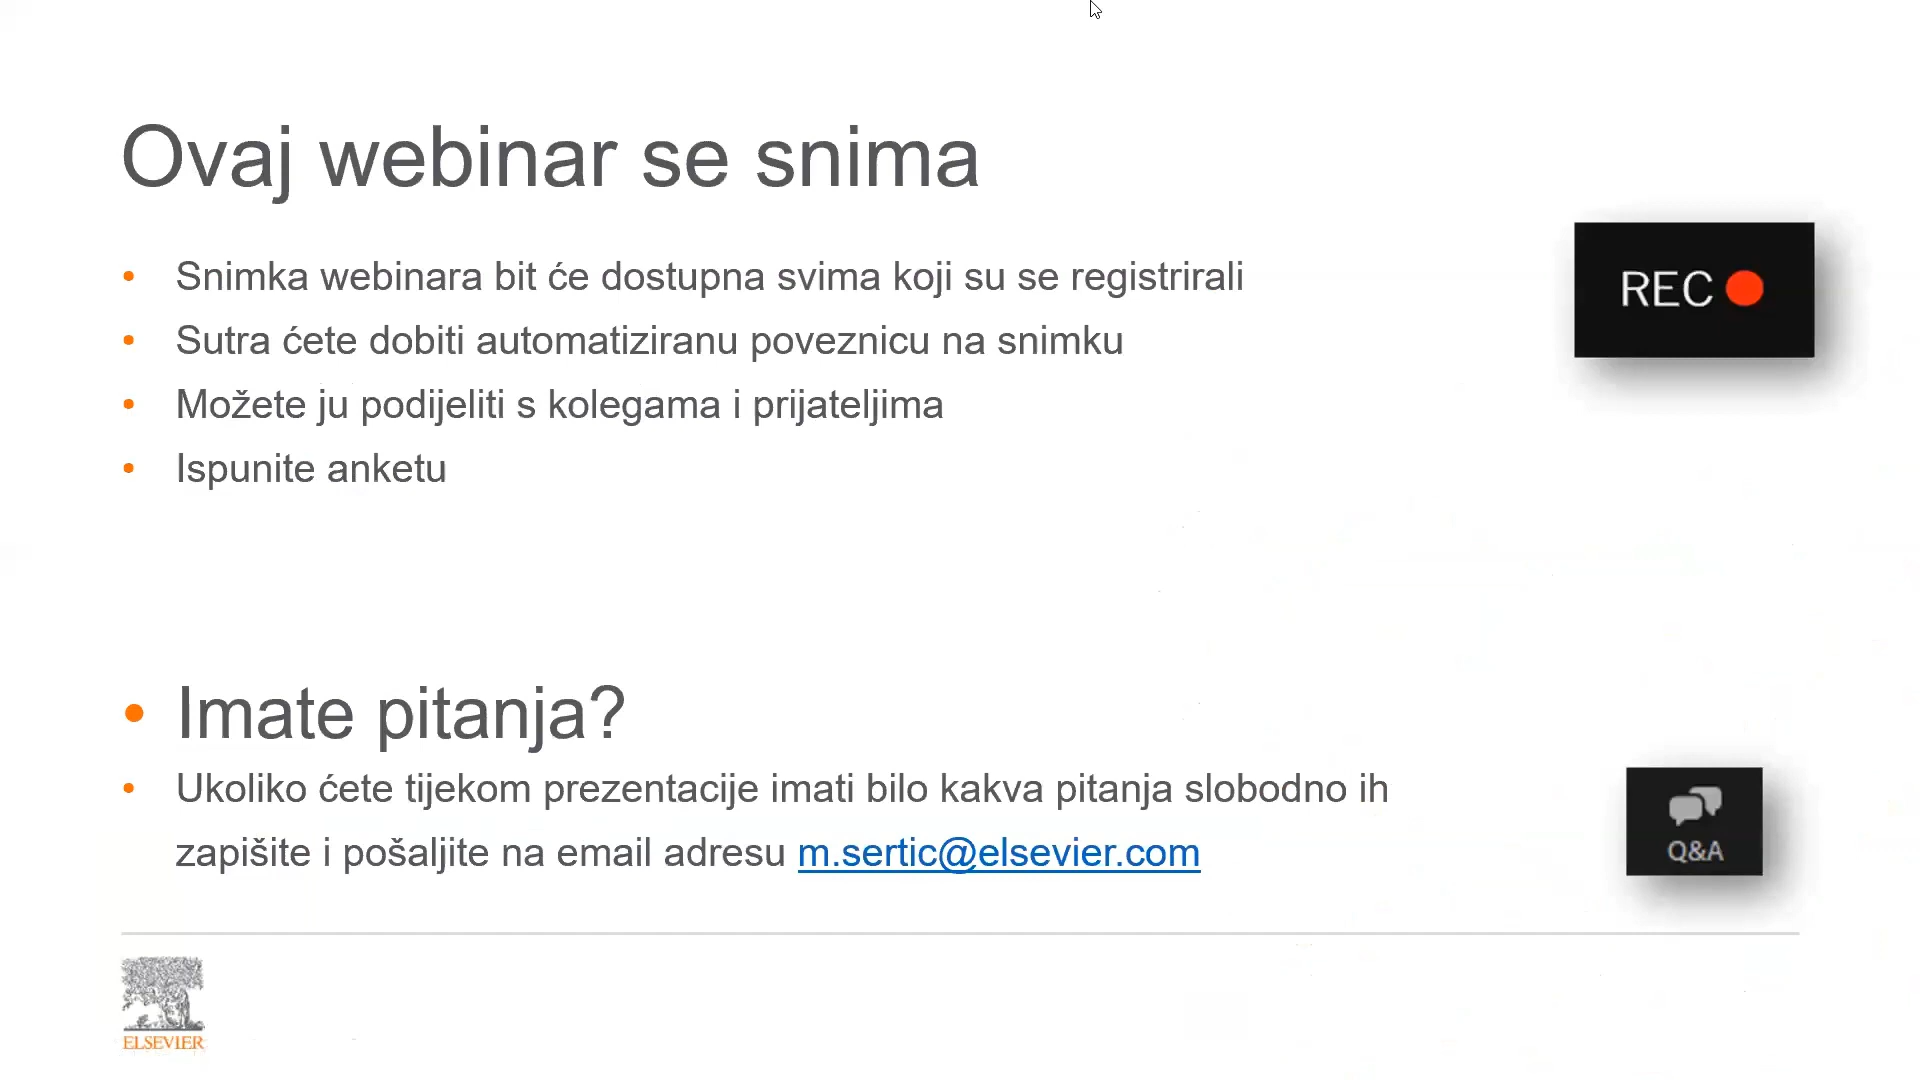 Ovaj webinar se snima
• Snimka webinara bit će dostupna svima koji su se registrirali
• Sutra ćete dobiti automatiziranu poveznicu na snimku
• Možete ju podijeliti s kolegama i prijateljima
• Ispunite anketu
REC
• Imate pitanja?
• Ukoliko ćete tijekom prezentacije imati bilo kakva pitanja slobodno ih
zapišite i pošaljite na email adresu m.sertic@elsevier.com
Q&A
ELSEVIER